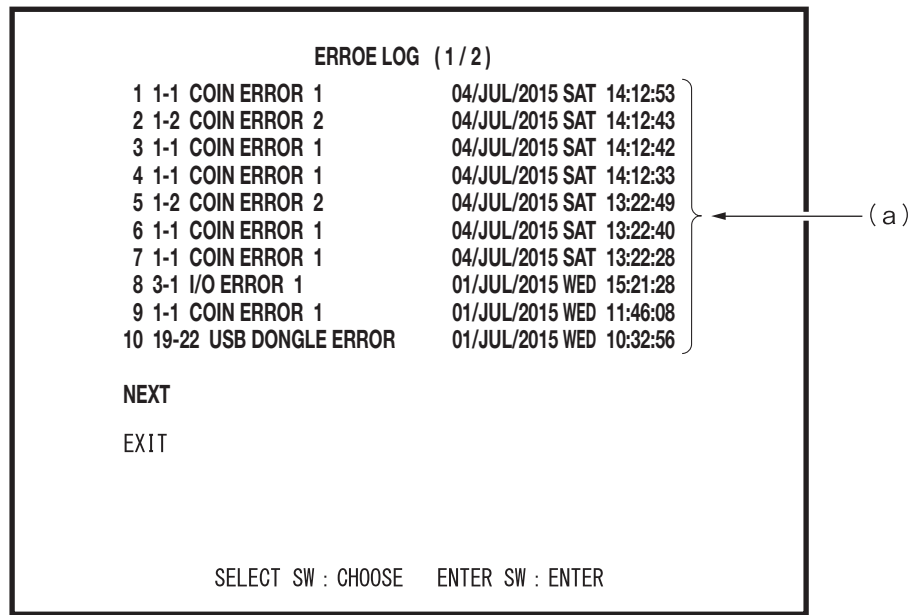 ERROE LOG (1/2)
1 1-1 COIN ERROR 1 04/JUL/2015 SAT 14:12:53
2 1-2 COIN ERROR 2 04/JUL/2015 SAT 14:12:43
3 1-1 COIN ERROR 1 04/JUL/2015 SAT 14:12:42
4 1-1 COIN ERROR 1 04/JUL/2015 SAT 14:12:33
5 1-2 COIN ERROR 2 04/JUL/2015 SAT 13:22:49
6 1-1 COIN ERROR 1 04/JUL/2015 SAT 13:22:40
7 1-1 COIN ERROR 1 04/JUL/2015 SAT 13:22:28
8 3-1 I/O ERROR 1 01/JUL/2015 WED 15:21:28
9 1-1 COIN ERROR 1 01/JUL/2015 WED 11:46:08
10 19-22 USB DONGLE ERROR 01/JUL/2015 WED 10:32:56
(a)
NEXT
EXIT
SELECT SW : CHOOSE ENTER SW : ENTER